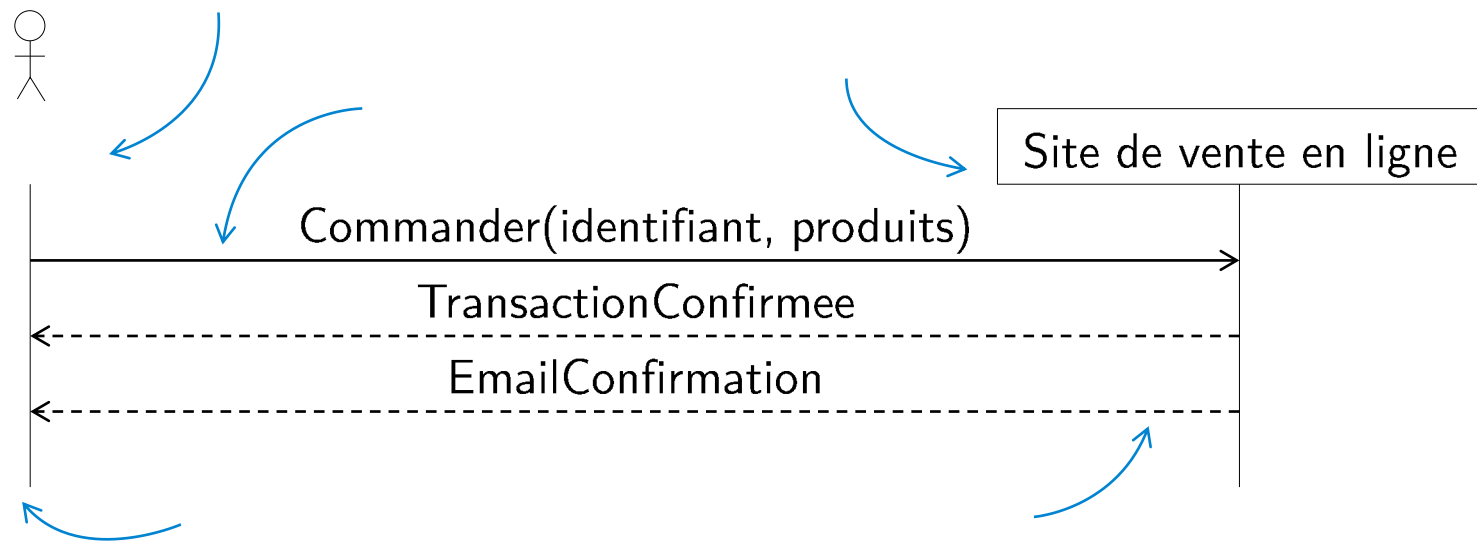 Site de vente en ligne
Commander(identifiant, produits)
TransactionConfirmee
EmailConfirmation